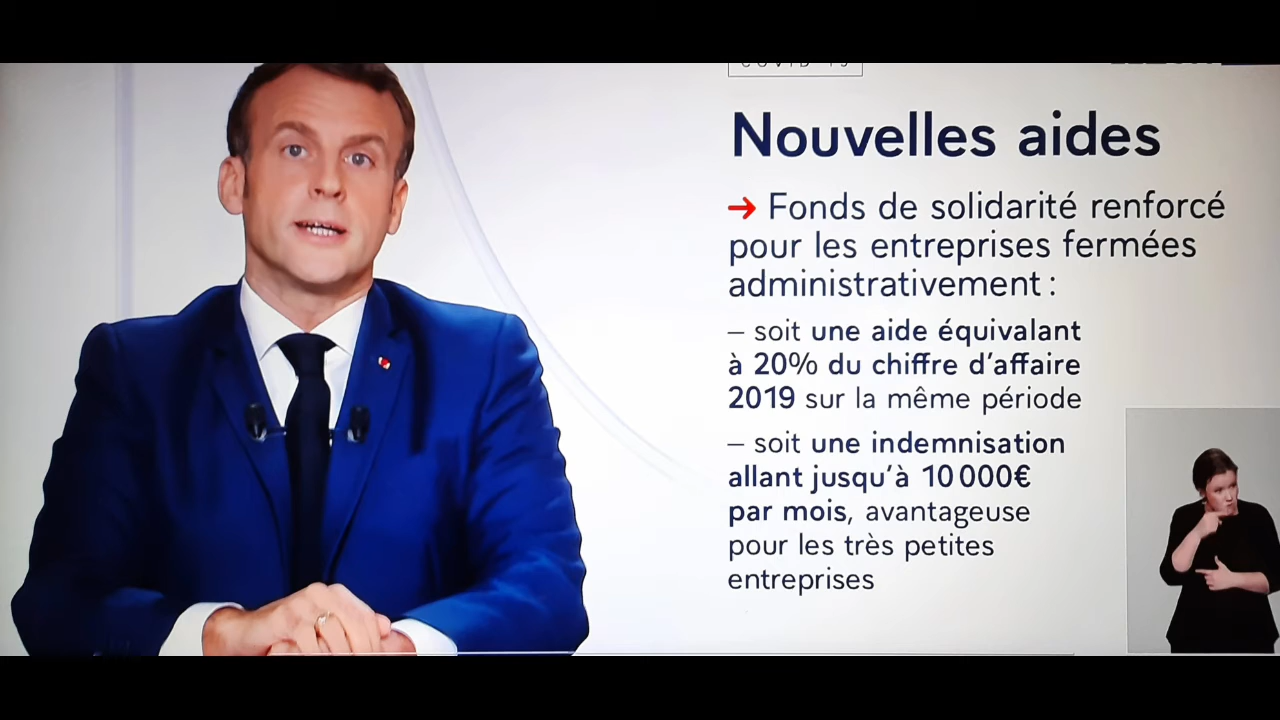 COVID-19
Nouvelles aides
→ Fonds de solidarité renforcé
pour les entreprises fermées
administrativement :
– soit une aide équivalant
à 20% du chiffre d'affaire
2019 sur la même période
– soit une indemnisation
allant jusqu'à 10 000€
par mois, avantageuse
pour les très petites
entreprises